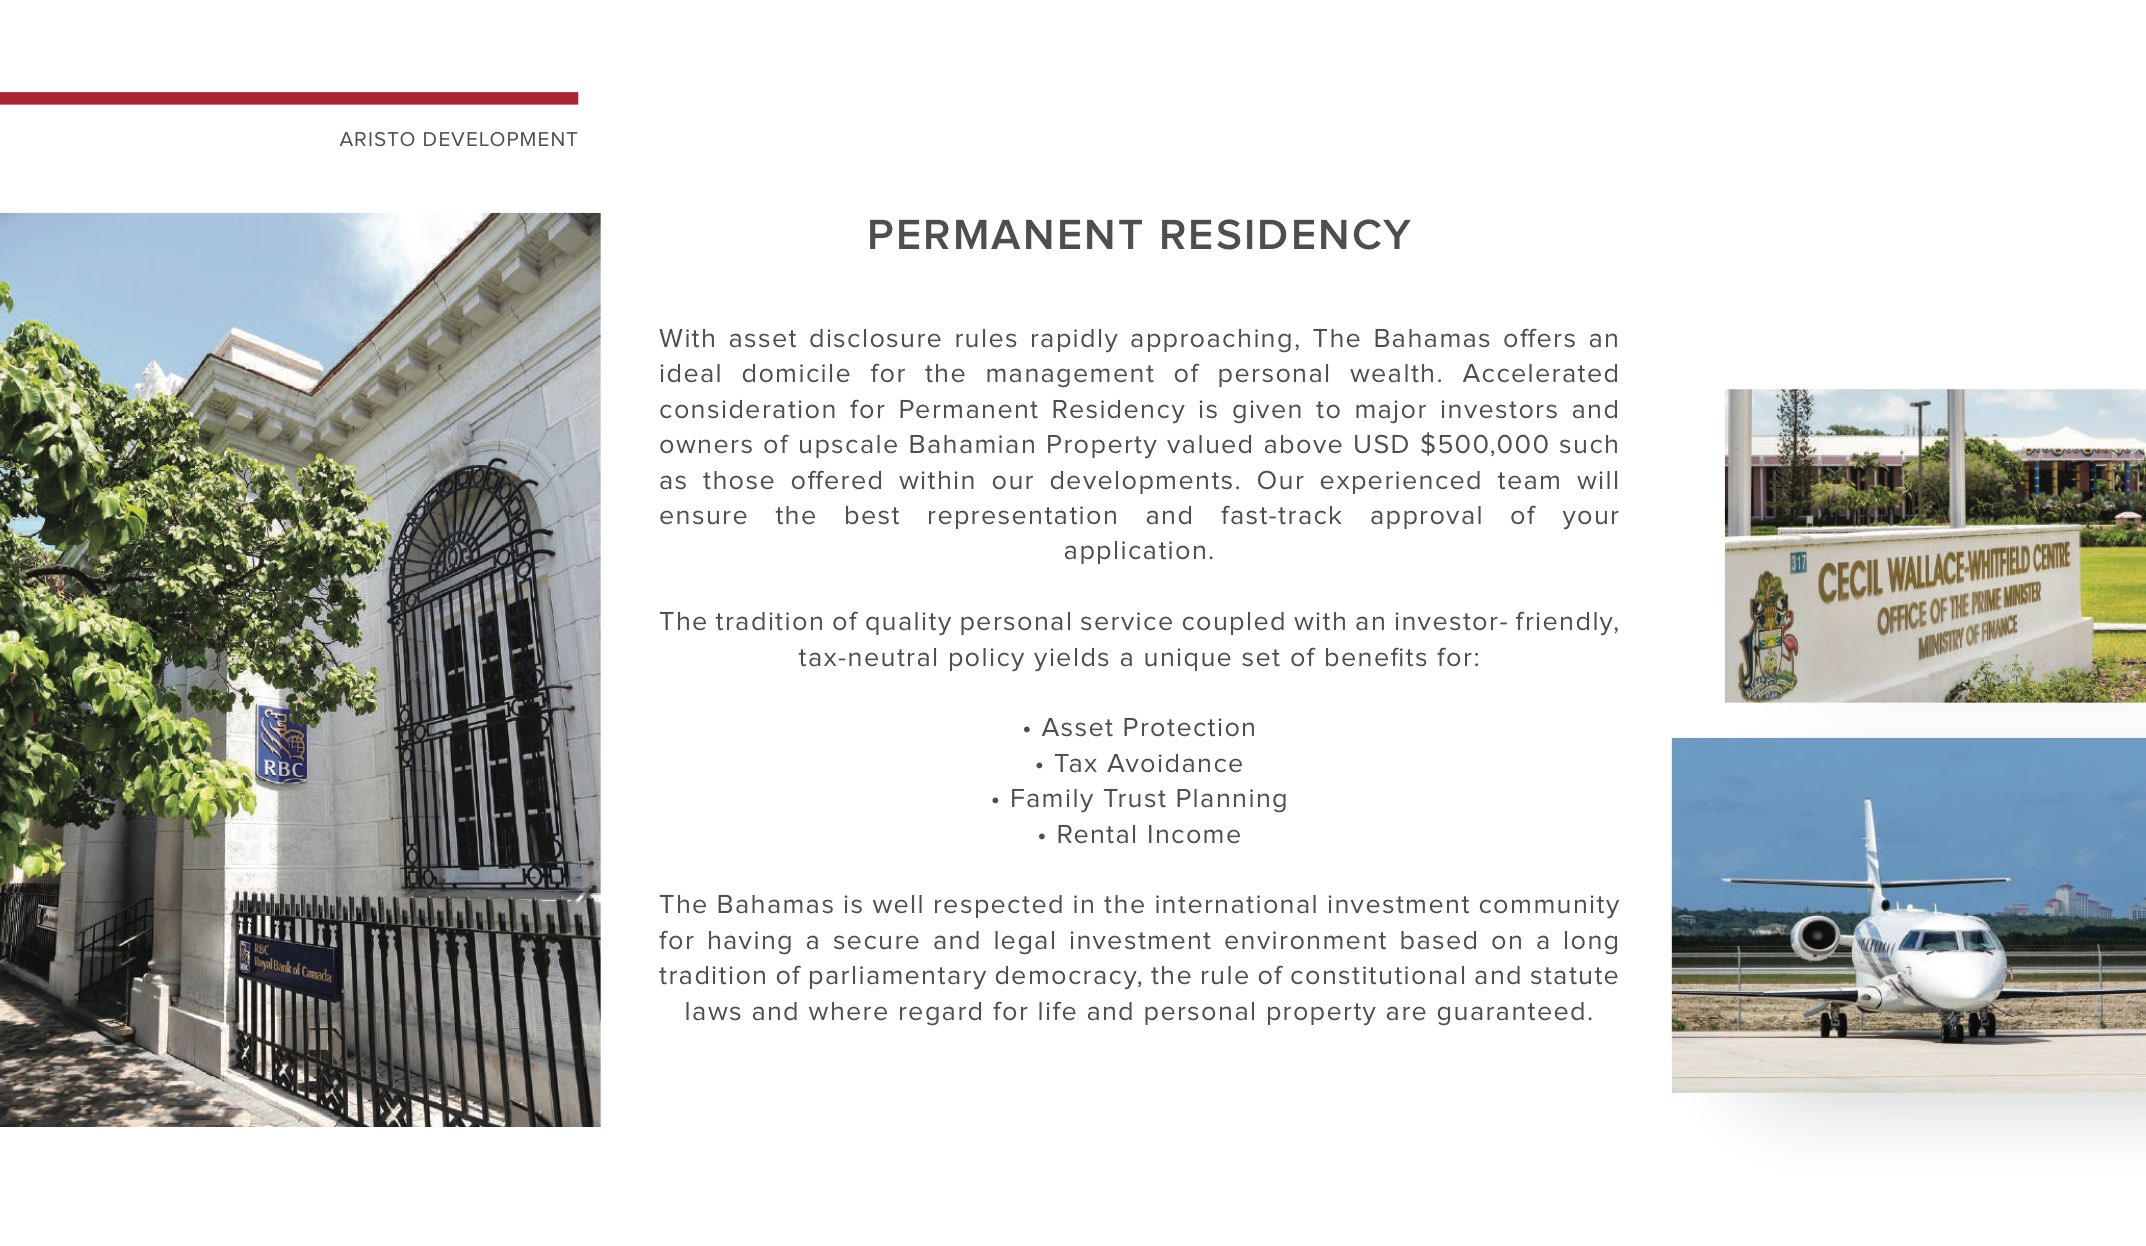 ARISTO DEVELOPMENT
PERMANENT RESIDENCY
With asset disclosure rules rapidly approaching, The Bahamas offers an
ideal domicile for the management of personal wealth. Accelerated
consideration for Permanent Residency is given to major investors and
owners of upscale Bahamian Property valued above USD $500,000 such
as those offered within our developments. Our experienced team will
ensure the best representation and fast-track approval of your
application.
The tradition of quality personal service coupled with an investor- friendly,
tax-neutral policy yields a unique set of benefits for:
• Asset Protection
• Tax Avoidance
• Family Trust Planning
• Rental Income
The Bahamas is well respected in the international investment community
for having a secure and legal investment environment based on a long
tradition of parliamentary democracy, the rule of constitutional and statute
laws and where regard for life and personal property are guaranteed.
RBC
RBC
Royal Bank of Canada
317
CECIL WALLACE-WHITFIELD CENTRE
OFFICE OF THE PRIME MINISTER
MINISTRY OF FINANCE